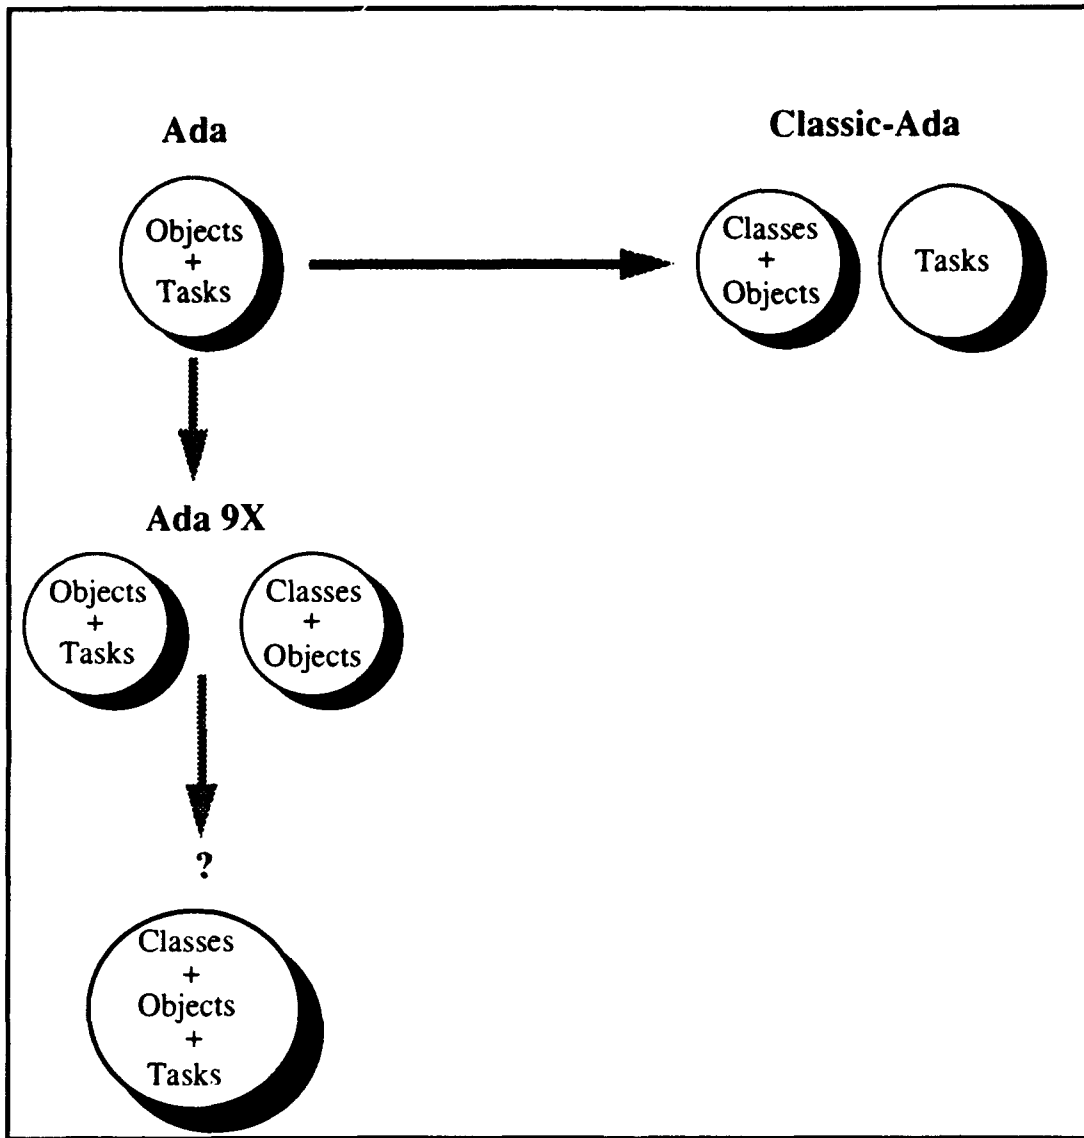 Ada
Classic-Ada
Objects
+
Tasks
Classes
+
Objects
Tasks
Ada 9X
Objects
+
Tasks
Classes
+
Objects
?
Classes
+
Objects
+
Tasks